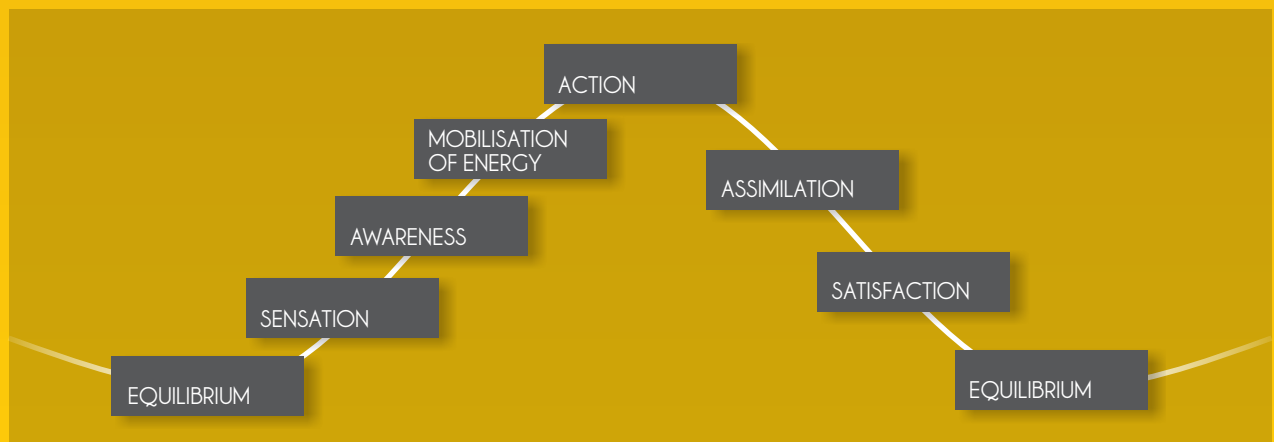 EQUILIBRIUM
SENSATION
AWARENESS
MOBILISATION
OF ENERGY
ACTION
ASSIMILATION
SATISFACTION
EQUILIBRIUM